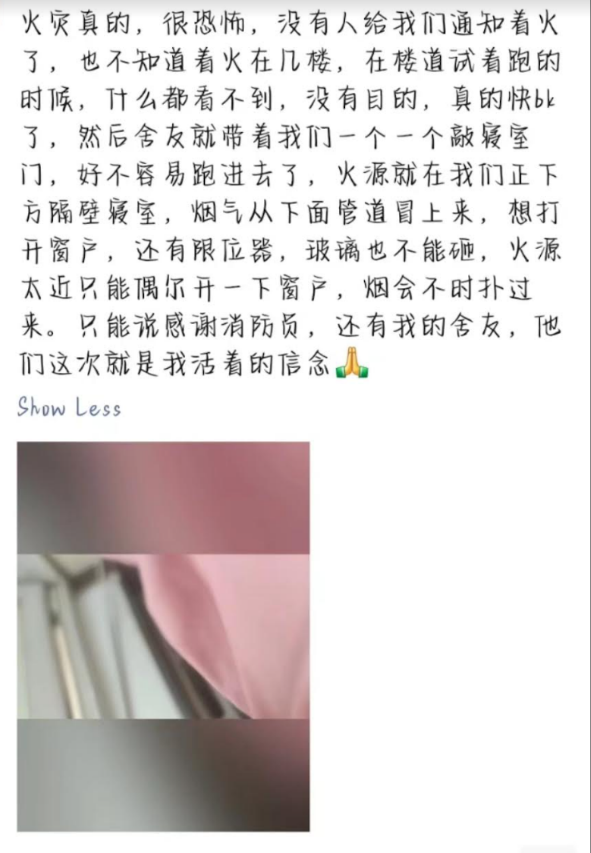 火灾真的，很恐怖，没有人给我们通知着火
了，也不知道着火在几楼，在楼道试着跑的
时候，什么都看不到，没有目的，真的快bk
了，然后舍友就带着我们一个一个敲寝室
门，好不容易跑进去了，火源就在我们正下
方隔壁寝室，烟气从下面管道冒上来，想打
开窗户，还有限位器，玻璃也不能砸，火源
太近只能偶尔开一下窗户，烟会不时扑过
来。只能说感谢消防员，还有我的舍友，他
们这次就是我活着的信念🙏
Show Less